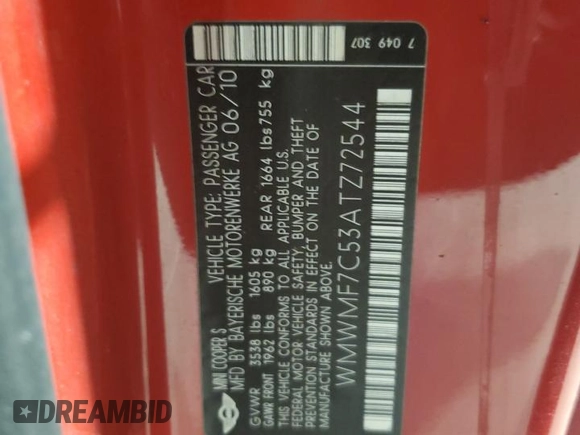 7 049 307
MINI COOPER S VEHICLE TYPE: PASSENGER CAR
MFD BY BAYERISCHE MOTORENWERKE AG 06/10
GVWR 3538 lbs 1605 kg
GAWR FRONT 1962 lbs 890 kg REAR 1664 lbs 755 kg
THIS VEHICLE CONFORMS TO ALL APPLICABLE U.S.
FEDERAL MOTOR VEHICLE SAFETY, BUMPER AND THEFT
PREVENTION STANDARDS IN EFFECT ON THE DATE OF
MANUFACTURE SHOWN ABOVE.
WMWMF7C53ATZ72544
DREAMBID